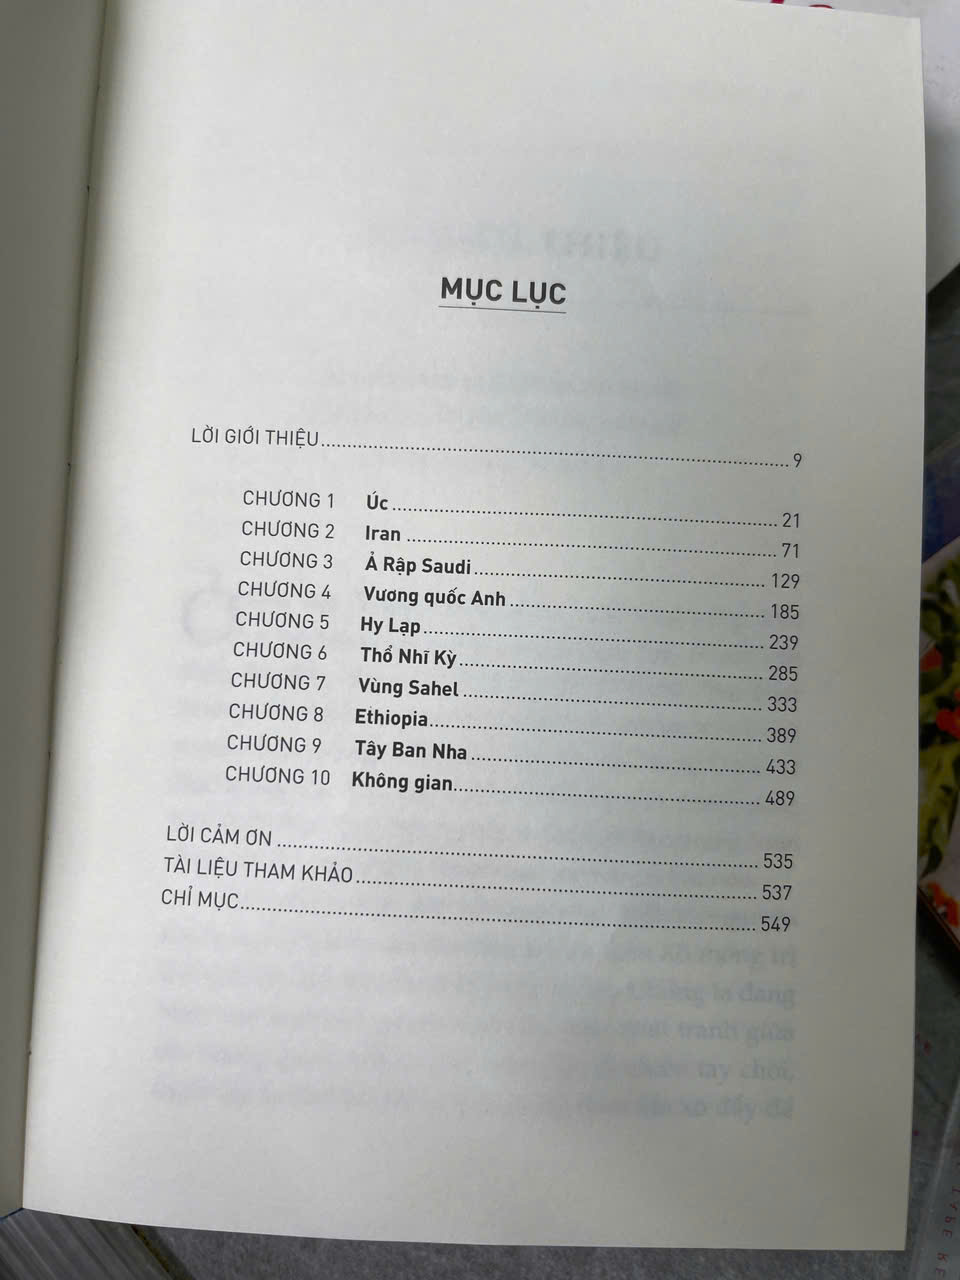 MỤC LỤC
LỜI GIỚI THIỆU.......... 9
CHƯƠNG 1 Úc.......... 21
CHƯƠNG 2 Iran.......... 71
CHƯƠNG 3 Ả Rập Saudi.......... 129
CHƯƠNG 4 Vương quốc Anh.......... 185
CHƯƠNG 5 Hy Lạp.......... 239
CHƯƠNG 6 Thổ Nhĩ Kỳ.......... 285
CHƯƠNG 7 Vùng Sahel.......... 333
CHƯƠNG 8 Ethiopia.......... 389
CHƯƠNG 9 Tây Ban Nha.......... 433
CHƯƠNG 10 Không gian.......... 489
LỜI CẢM ƠN.......... 535
TÀI LIỆU THAM KHẢO.......... 537
CHỈ MỤC.......... 549